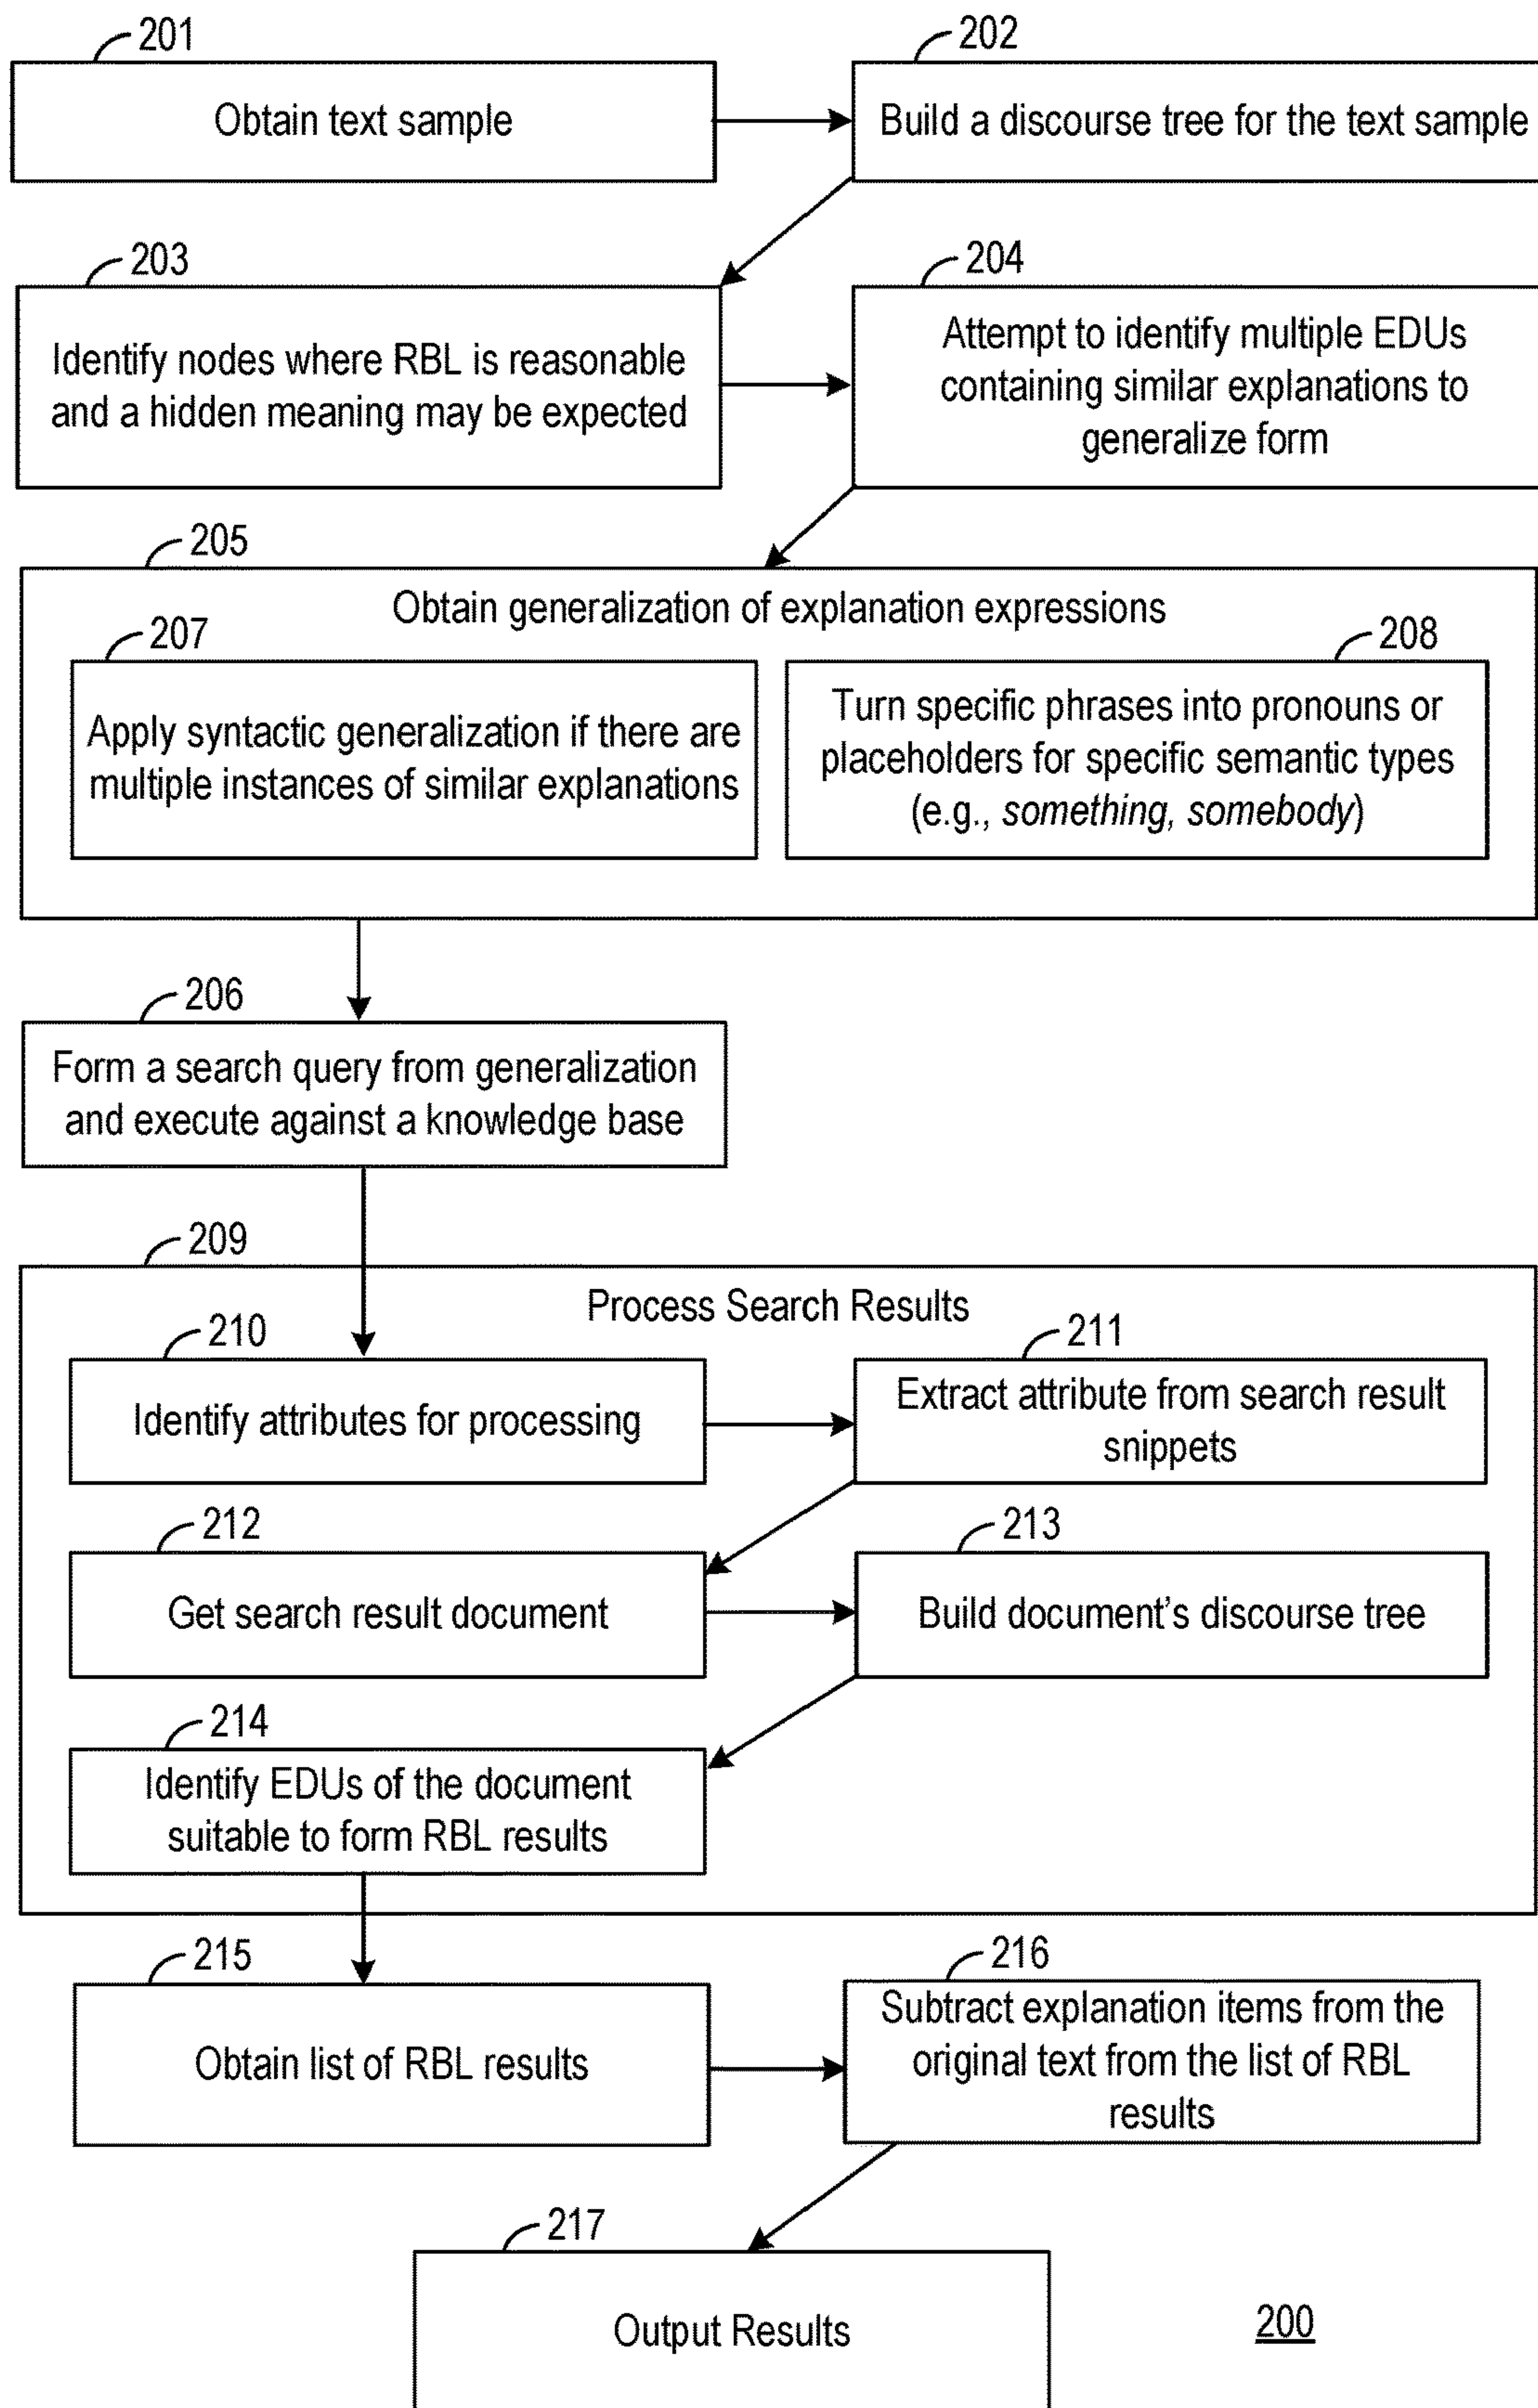 201
Obtain text sample
202
Build a discourse tree for the text sample
203
Identify nodes where RBL is reasonable
and a hidden meaning may be expected
204
Attempt to identify multiple EDUs
containing similar explanations to
generalize form
205
Obtain generalization of explanation expressions
207
Apply syntactic generalization if there are
multiple instances of similar explanations
208
Turn specific phrases into pronouns or
placeholders for specific semantic types
(e.g., something, somebody)
206
Form a search query from generalization
and execute against a knowledge base
209
Process Search Results
210
Identify attributes for processing
211
Extract attribute from search result
snippets
212
Get search result document
213
Build document's discourse tree
214
Identify EDUs of the document
suitable to form RBL results
215
Obtain list of RBL results
216
Subtract explanation items from the
original text from the list of RBL
results
217
Output Results
200